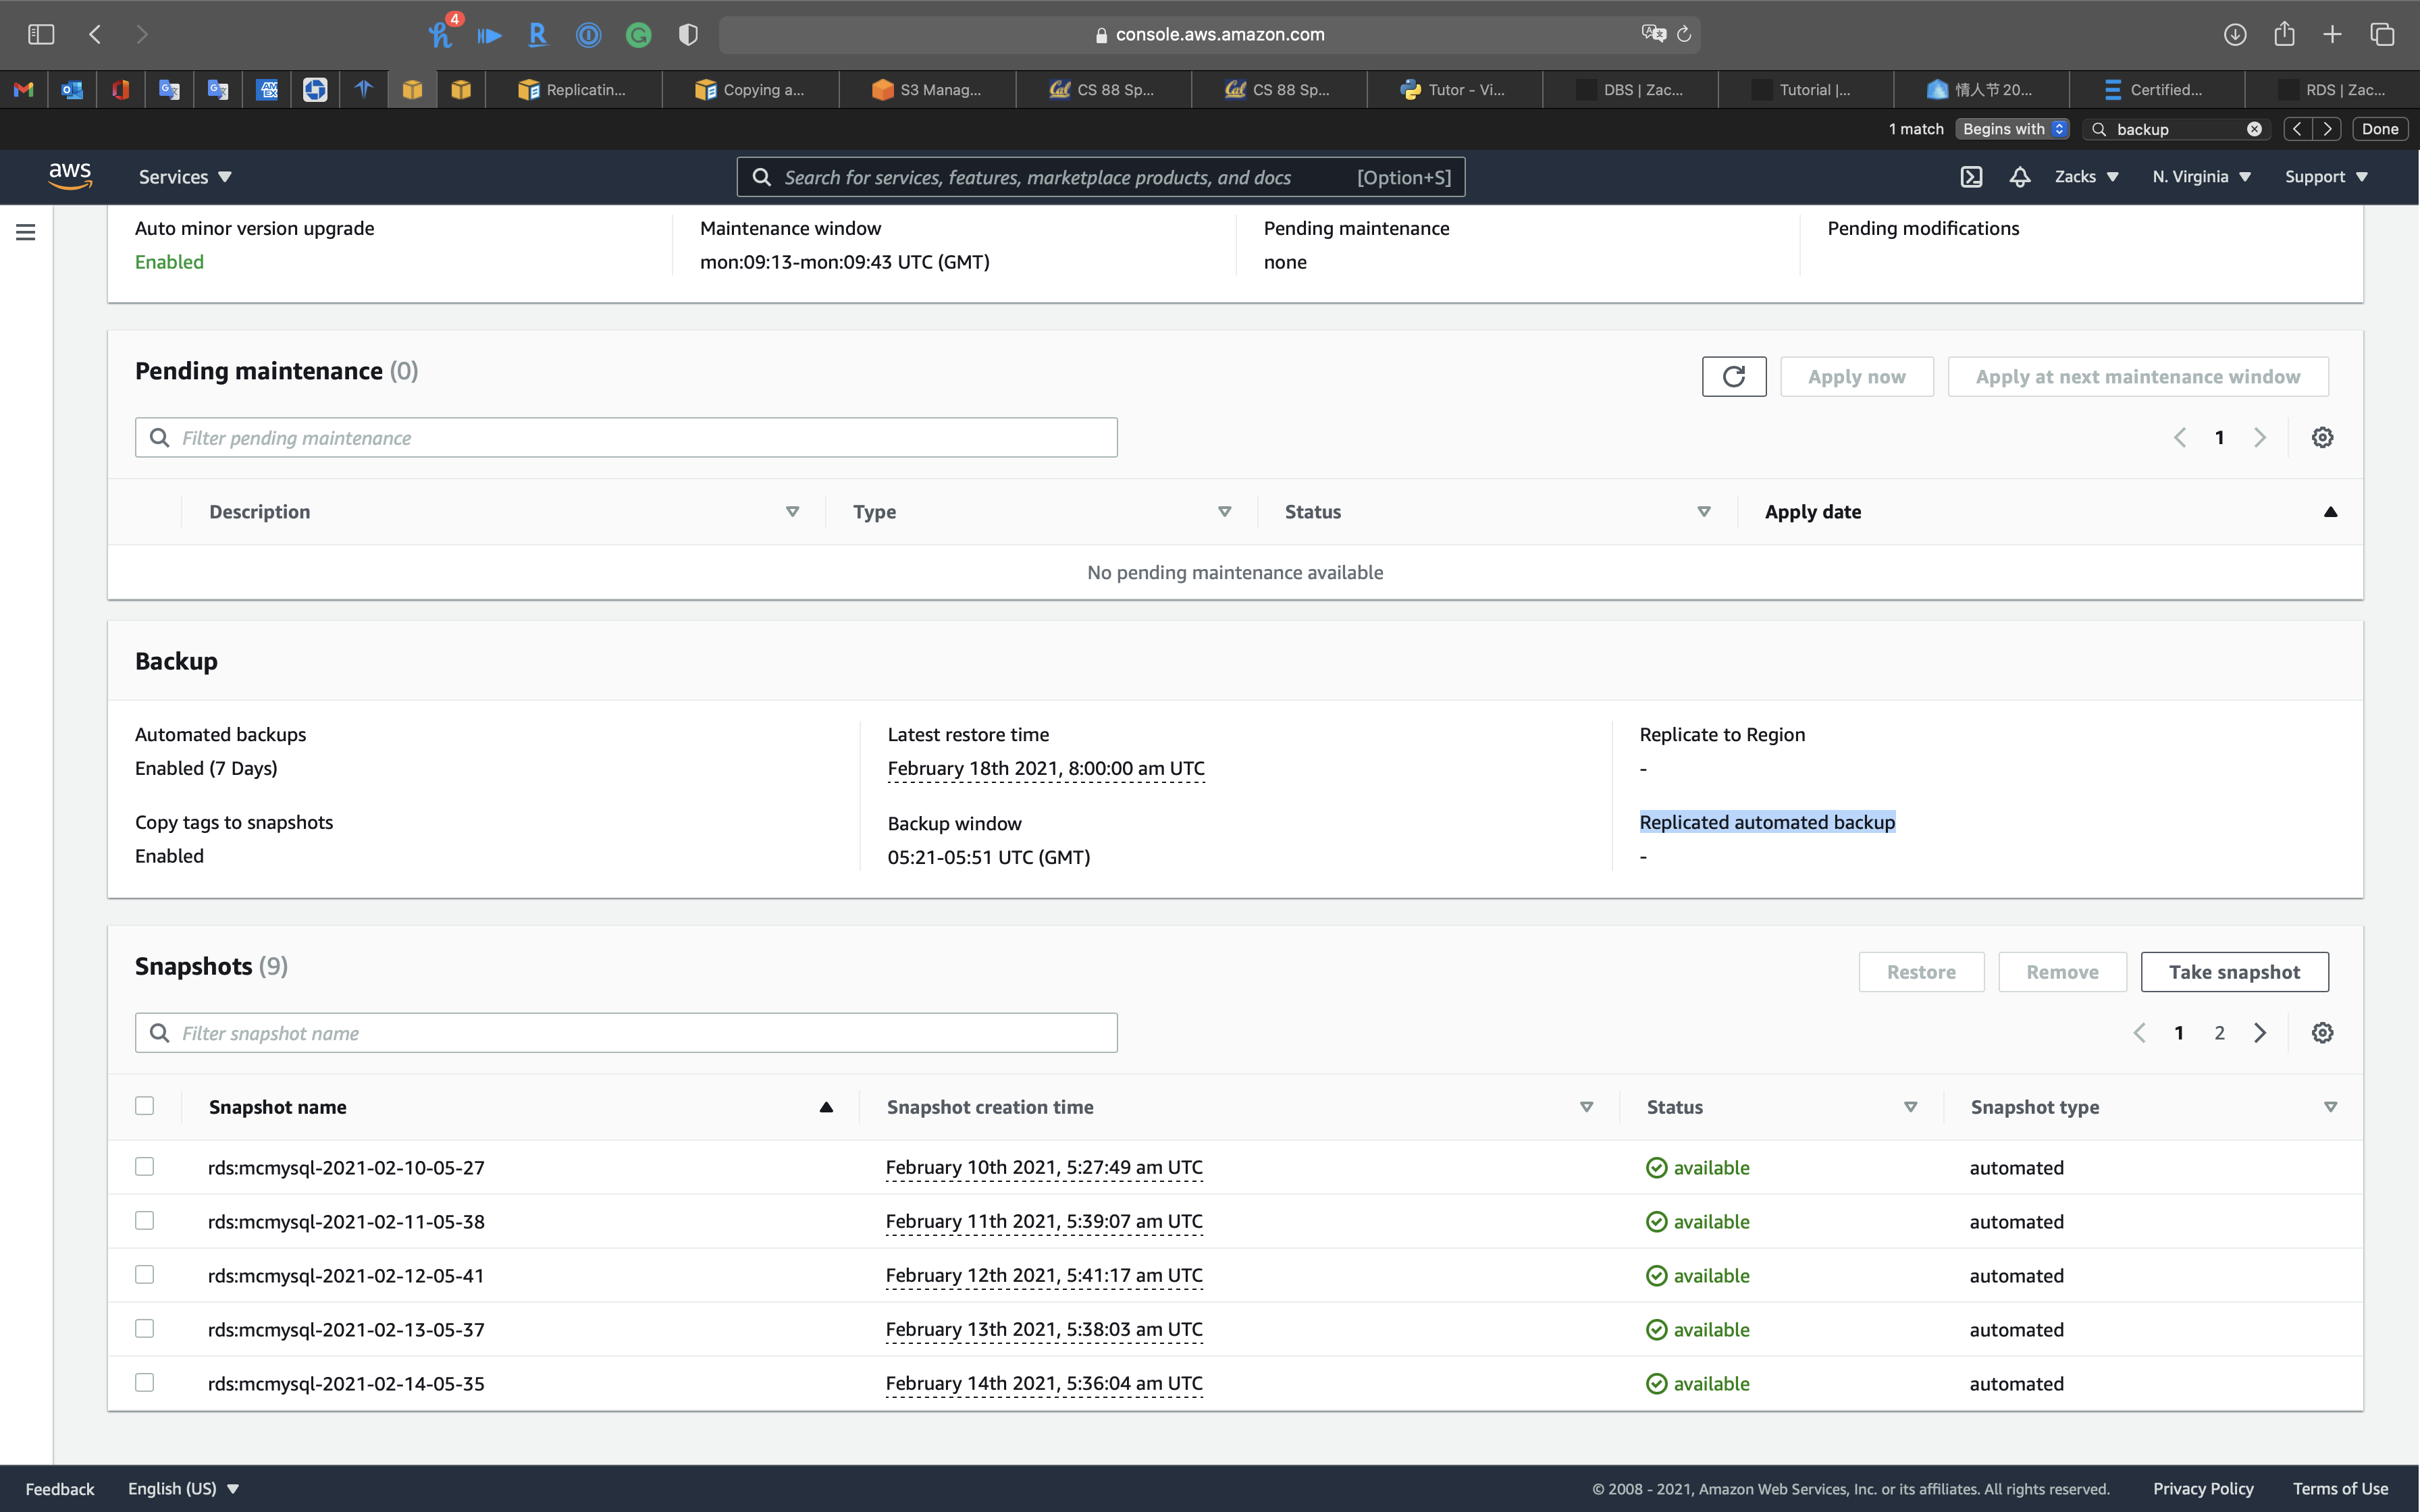 4
console.aws.amazon.com
Replicatin...
Copying a...
S3 Manag...
CS 88 Sp...
CS 88 Sp...
Tutor - Vi...
DBS | Zac...
Tutorial |...
情人节 20...
Certified...
RDS | Zac...
1 match
Begins with
backup
Done
aws
Services
Search for services, features, marketplace products, and docs
[Option+S]
Zacks
N. Virginia
Support
Auto minor version upgrade
Maintenance window
Pending maintenance
Pending modifications
Enabled
mon:09:13-mon:09:43 UTC (GMT)
none
Pending maintenance (0)
Apply now
Apply at next maintenance window
Filter pending maintenance
1
Description
Type
Status
Apply date
No pending maintenance available
Backup
Automated backups
Enabled (7 Days)
Copy tags to snapshots
Enabled
Latest restore time
February 18th 2021, 8:00:00 am UTC
Backup window
05:21-05:51 UTC (GMT)
Replicate to Region
-
Replicated automated backup
-
Snapshots (9)
Restore
Remove
Take snapshot
Filter snapshot name
1
2
Snapshot name
Snapshot creation time
Status
Snapshot type
rds:mcmysql-2021-02-10-05-27
February 10th 2021, 5:27:49 am UTC
available
automated
rds:mcmysql-2021-02-11-05-38
February 11th 2021, 5:39:07 am UTC
available
automated
rds:mcmysql-2021-02-12-05-41
February 12th 2021, 5:41:17 am UTC
available
automated
rds:mcmysql-2021-02-13-05-37
February 13th 2021, 5:38:03 am UTC
available
automated
rds:mcmysql-2021-02-14-05-35
February 14th 2021, 5:36:04 am UTC
available
automated
Feedback
English (US)
© 2008 - 2021, Amazon Web Services, Inc. or its affiliates. All rights reserved.
Privacy Policy
Terms of Use